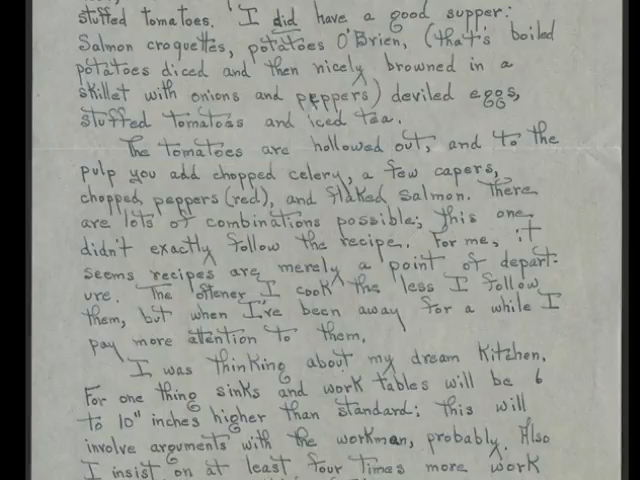 stuffed tomatoes. I did have a good supper:
Salmon croquettes, potatoes O'Brien, (that's boiled
potatoes diced and then nicely browned in a
skillet with onions and peppers) deviled eggs,
stuffed tomatoes and iced tea.
The tomatoes are hollowed out, and to the
pulp you add chopped celery, a few capers,
chopped peppers (red), and flaked salmon. There
are lots of combinations possible; this one
didn't exactly follow the recipe. For me, it
seems recipes are merely a point of depart-
ure. The oftener I cook the less I follow
them, but when I've been away for a while I
pay more attention to them.
I was thinking about my dream kitchen.
For one thing sinks and work tables will be 6
to 10" inches higher than standard; this will
involve arguments with the workman, probably. Also
I insist on at least four times more work